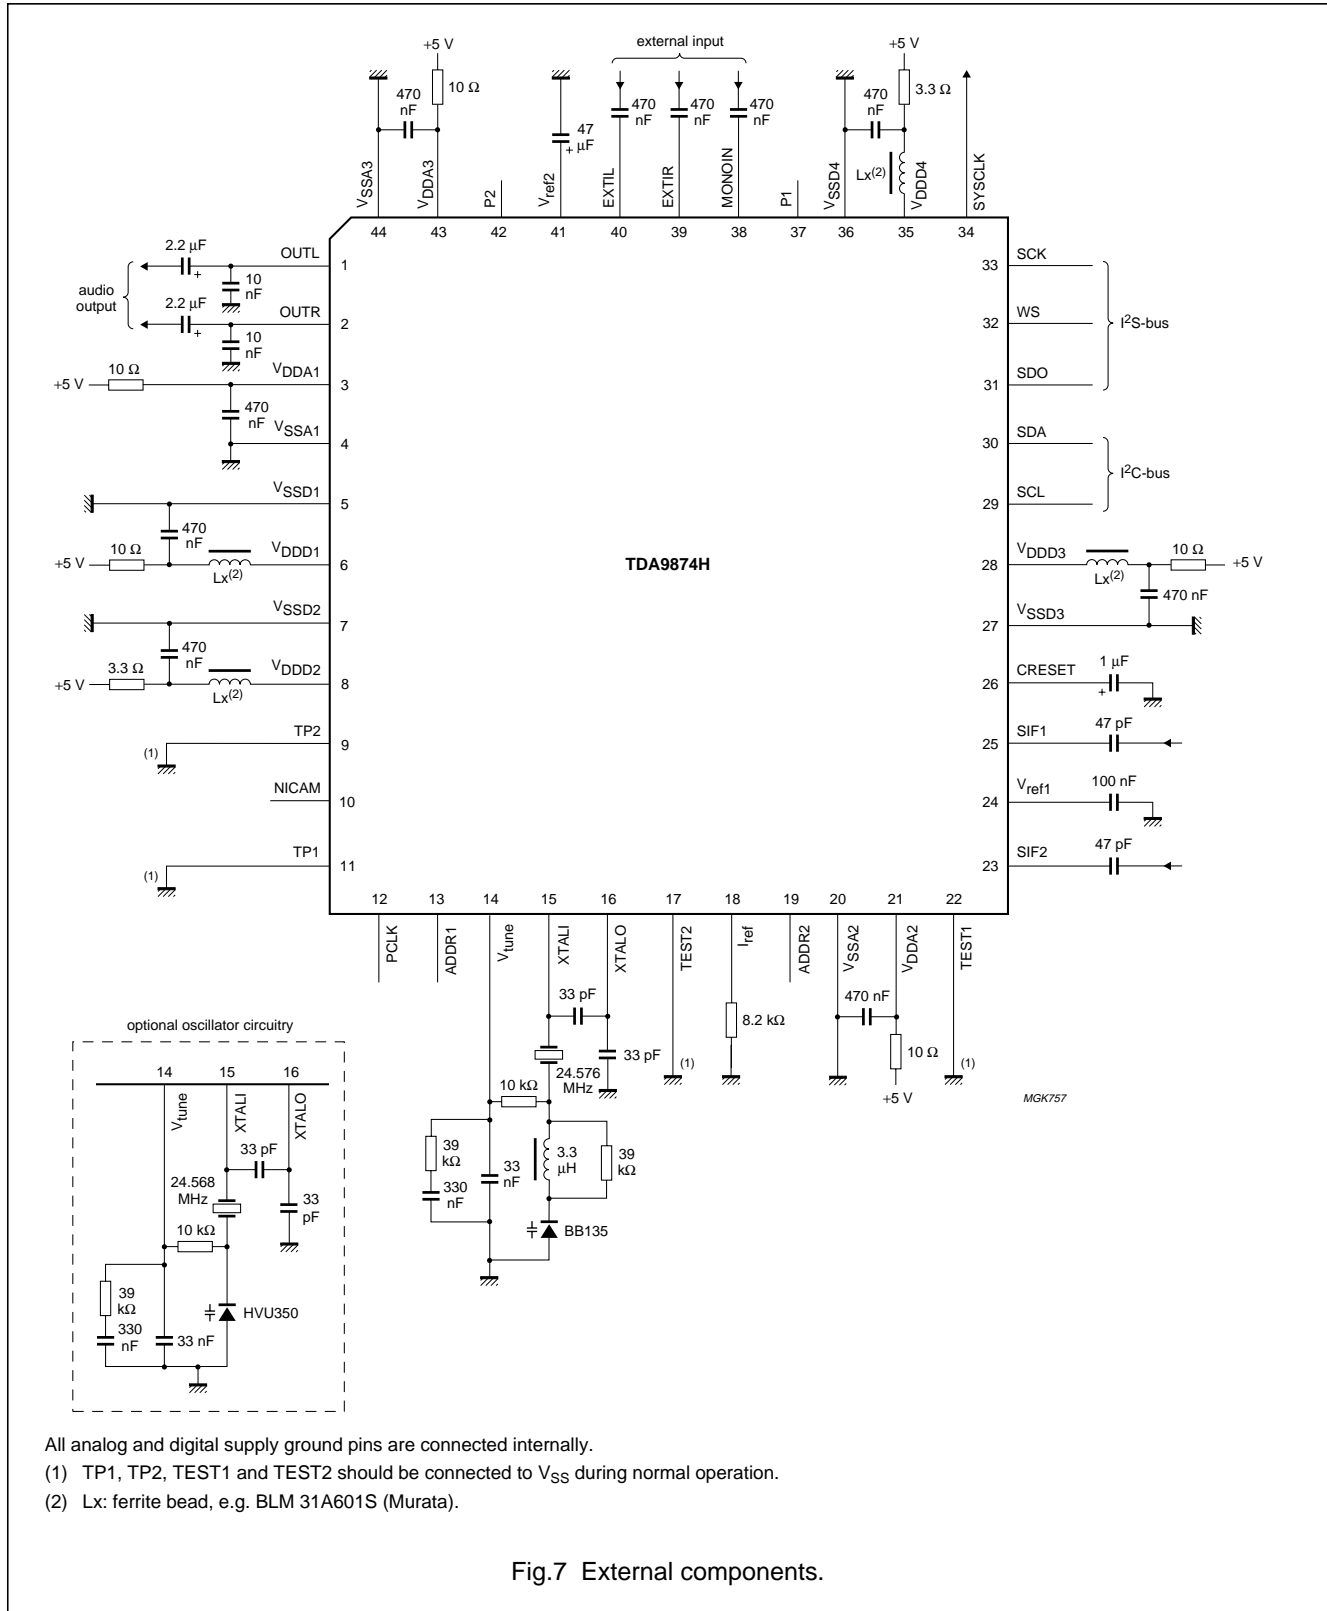 +5 V
external input
+5 V
470 nF
10 Ω
47 μF
+
470 nF
470 nF
470 nF
470 nF
3.3 Ω
Lx(2)
VSSA3
VDDA3
P2
Vref2
EXTIL
EXTIR
MONOIN
P1
VSSD4
VDDD4
SYSCLK
44
43
42
41
40
39
38
37
36
35
34
audio output
2.2 μF
+
OUTL
1
10 nF
2.2 μF
+
OUTR
2
10 nF
+5 V
10 Ω
VDDA1
3
470 nF
VSSA1
4
VSSD1
5
470 nF
+5 V
10 Ω
Lx(2)
VDDD1
6
VSSD2
7
470 nF
+5 V
3.3 Ω
Lx(2)
VDDD2
8
TP2
9
(1)
NICAM
10
TP1
11
(1)
TDA9874H
33
SCK
32
WS
31
SDO
I2S-bus
30
SDA
29
SCL
I2C-bus
28
VDDD3
Lx(2)
10 Ω
+5 V
470 nF
27
VSSD3
26
CRESET
1 μF
+
25
SIF1
47 pF
24
Vref1
100 nF
23
SIF2
47 pF
12
13
14
15
16
17
18
19
20
21
22
PCLK
ADDR1
Vtune
XTALI
XTALO
TEST2
Iref
ADDR2
VSSA2
VDDA2
TEST1
33 pF
33 pF
24.576 MHz
10 kΩ
39 kΩ
330 nF
33 nF
3.3 μH
39 kΩ
BB135
(1)
8.2 kΩ
470 nF
10 Ω
+5 V
(1)
MGK757
optional oscillator circuitry
14
15
16
Vtune
XTALI
XTALO
33 pF
24.568 MHz
33 pF
10 kΩ
39 kΩ
330 nF
33 nF
HVU350
All analog and digital supply ground pins are connected internally.
(1) TP1, TP2, TEST1 and TEST2 should be connected to VSS during normal operation.
(2) Lx: ferrite bead, e.g. BLM 31A601S (Murata).
Fig.7 External components.